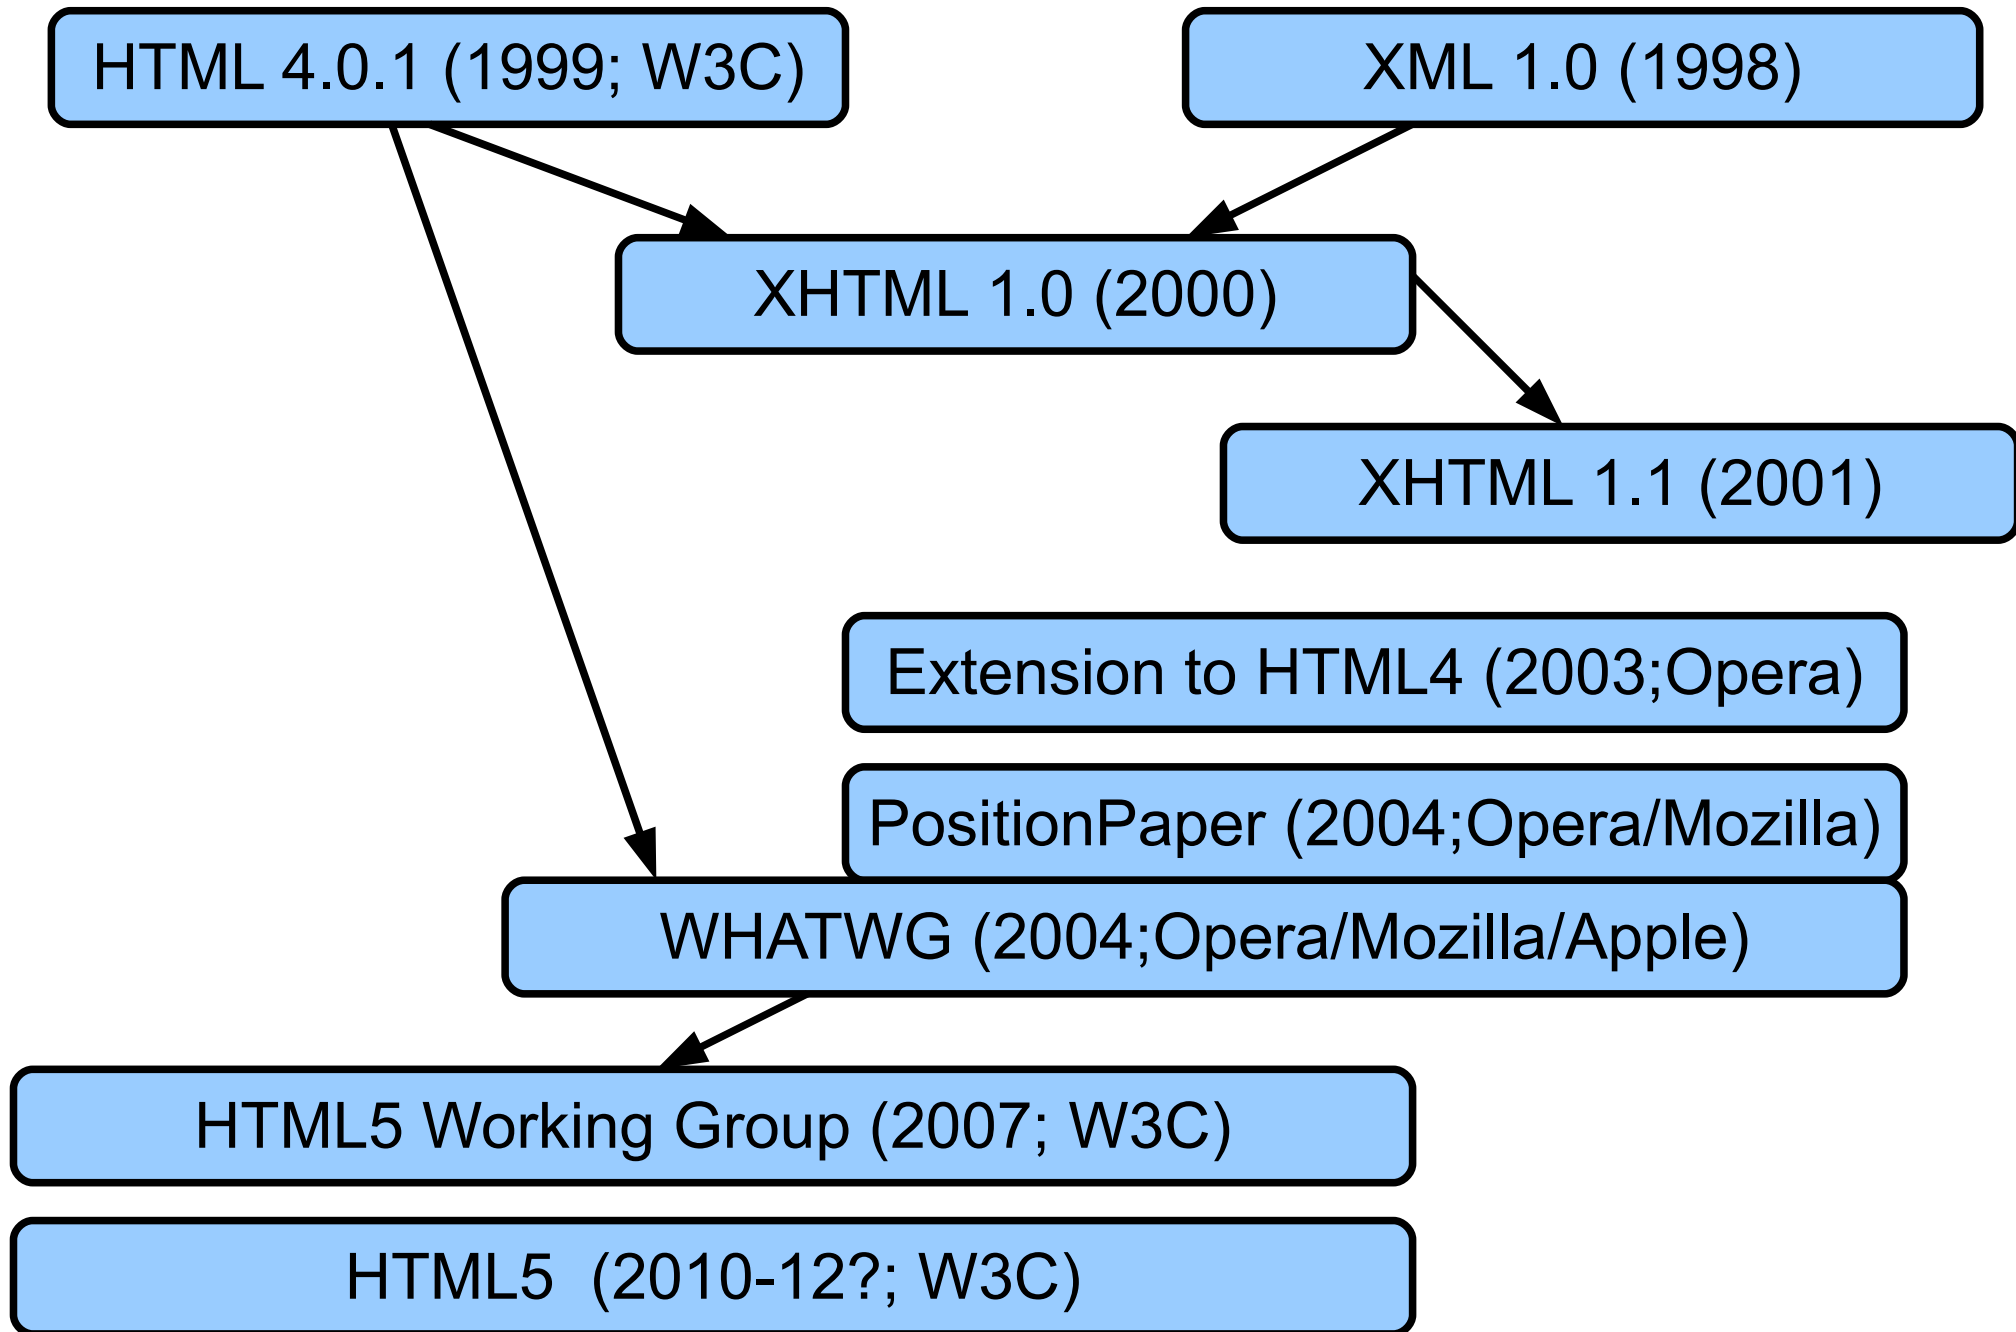 HTML 4.0.1 (1999; W3C)
XML 1.0 (1998)
XHTML 1.0 (2000)
XHTML 1.1 (2001)
Extension to HTML4 (2003;Opera)
PositionPaper (2004;Opera/Mozilla)
WHATWG (2004;Opera/Mozilla/Apple)
HTML5 Working Group (2007; W3C)
HTML5  (2010-12?; W3C)